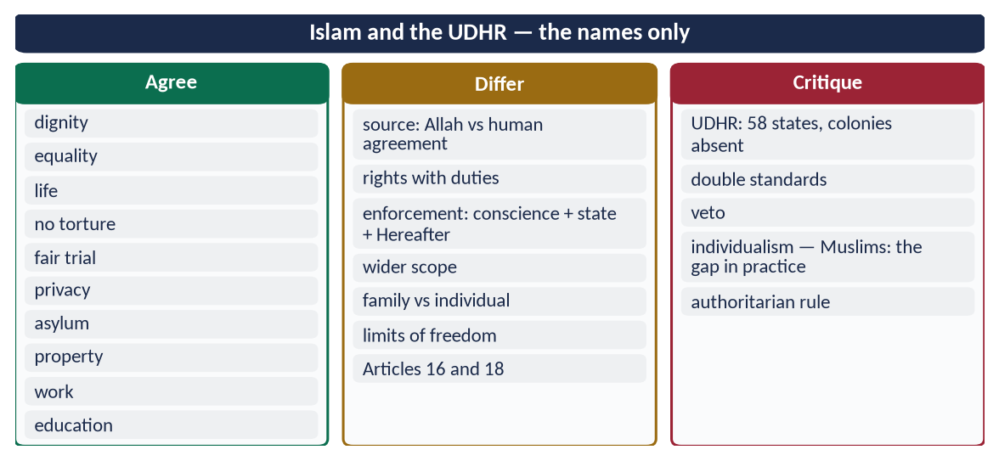 Islam and the UDHR — the names only
Agree
dignity
equality
life
no torture
fair trial
privacy
asylum
property
work
education
Differ
source: Allah vs human
agreement
rights with duties
enforcement: conscience + state
+ Hereafter
wider scope
family vs individual
limits of freedom
Articles 16 and 18
Critique
UDHR: 58 states, colonies
absent
double standards
veto
individualism — Muslims: the
gap in practice
authoritarian rule